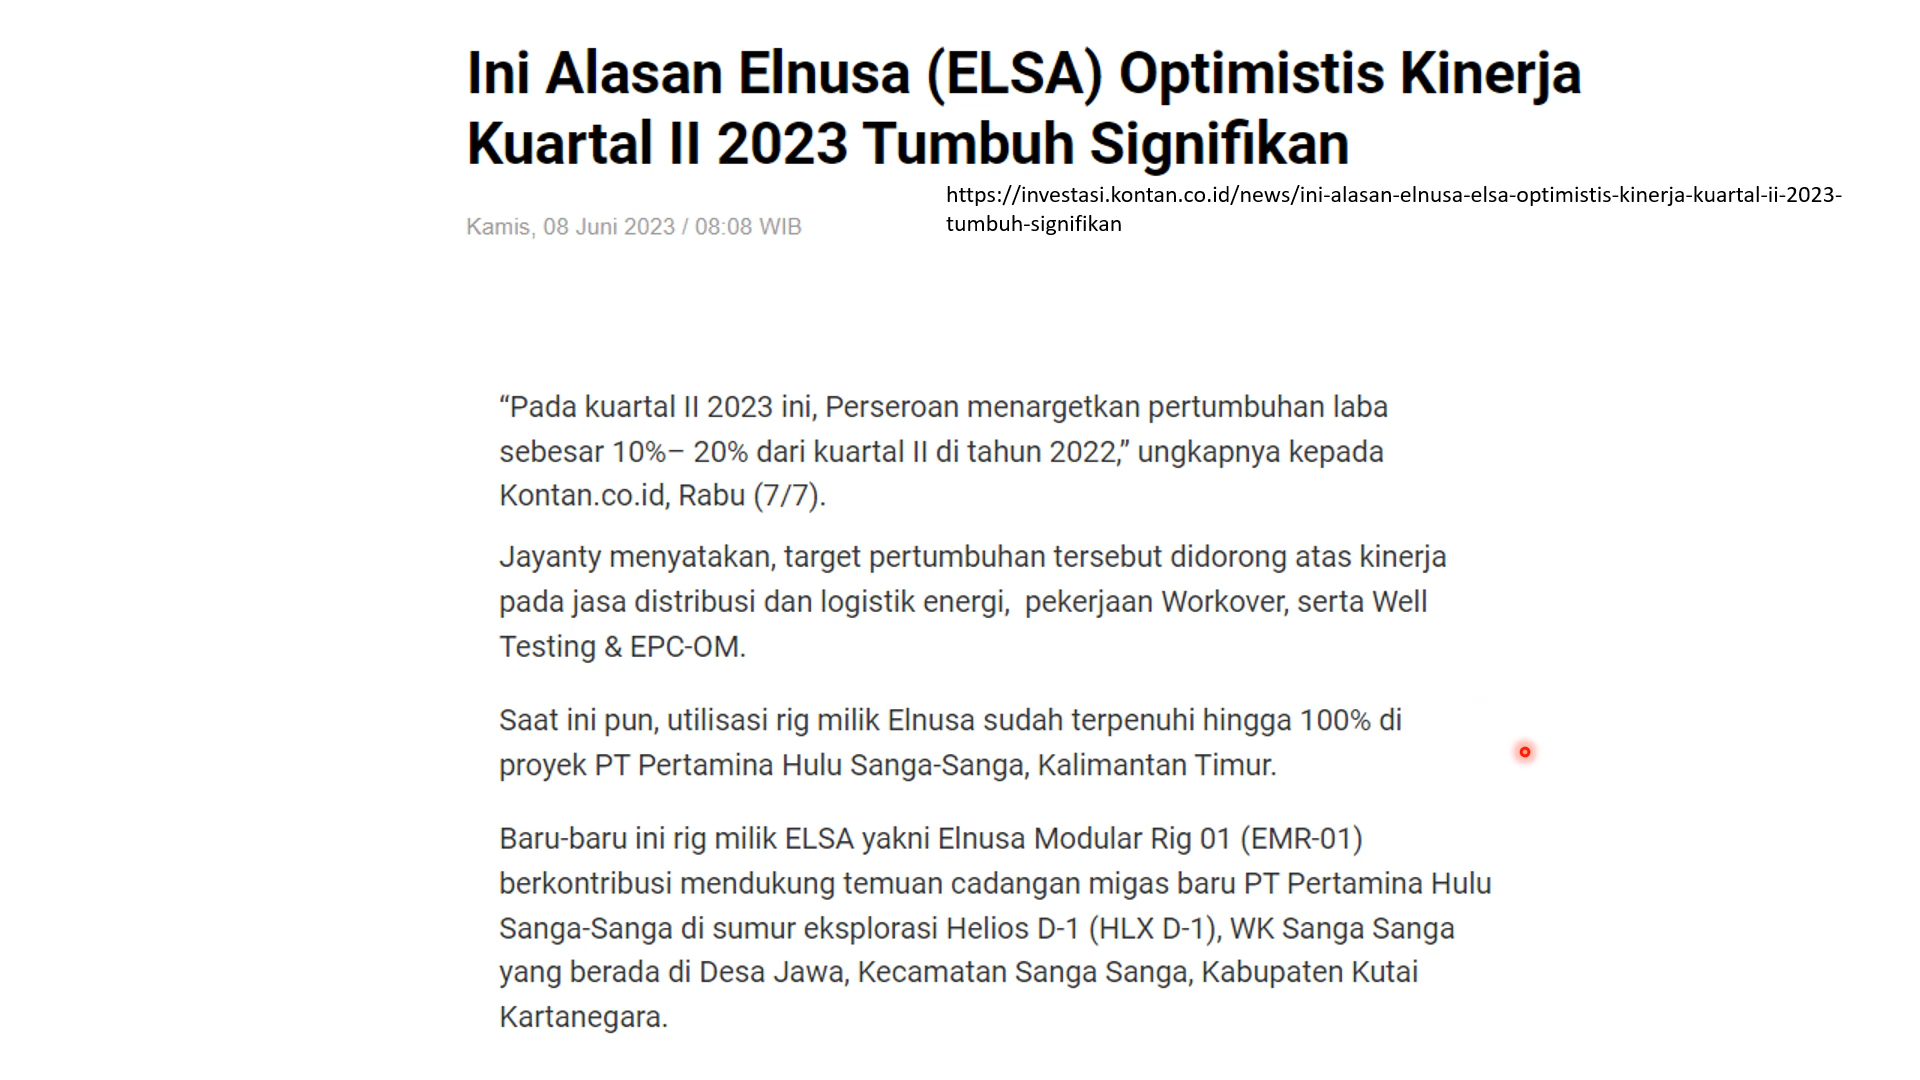 Ini Alasan Elnusa (ELSA) Optimistis Kinerja
Kuartal II 2023 Tumbuh Signifikan
https://investasi.kontan.co.id/news/ini-alasan-elnusa-elsa-optimistis-kinerja-kuartal-ii-2023-
tumbuh-signifikan
Kamis, 08 Juni 2023 / 08:08 WIB
“Pada kuartal II 2023 ini, Perseroan menargetkan pertumbuhan laba
sebesar 10%– 20% dari kuartal II di tahun 2022,” ungkapnya kepada
Kontan.co.id, Rabu (7/7).
Jayanty menyatakan, target pertumbuhan tersebut didorong atas kinerja
pada jasa distribusi dan logistik energi,  pekerjaan Workover, serta Well
Testing & EPC-OM.
Saat ini pun, utilisasi rig milik Elnusa sudah terpenuhi hingga 100% di
proyek PT Pertamina Hulu Sanga-Sanga, Kalimantan Timur.
Baru-baru ini rig milik ELSA yakni Elnusa Modular Rig 01 (EMR-01)
berkontribusi mendukung temuan cadangan migas baru PT Pertamina Hulu
Sanga-Sanga di sumur eksplorasi Helios D-1 (HLX D-1), WK Sanga Sanga
yang berada di Desa Jawa, Kecamatan Sanga Sanga, Kabupaten Kutai
Kartanegara.